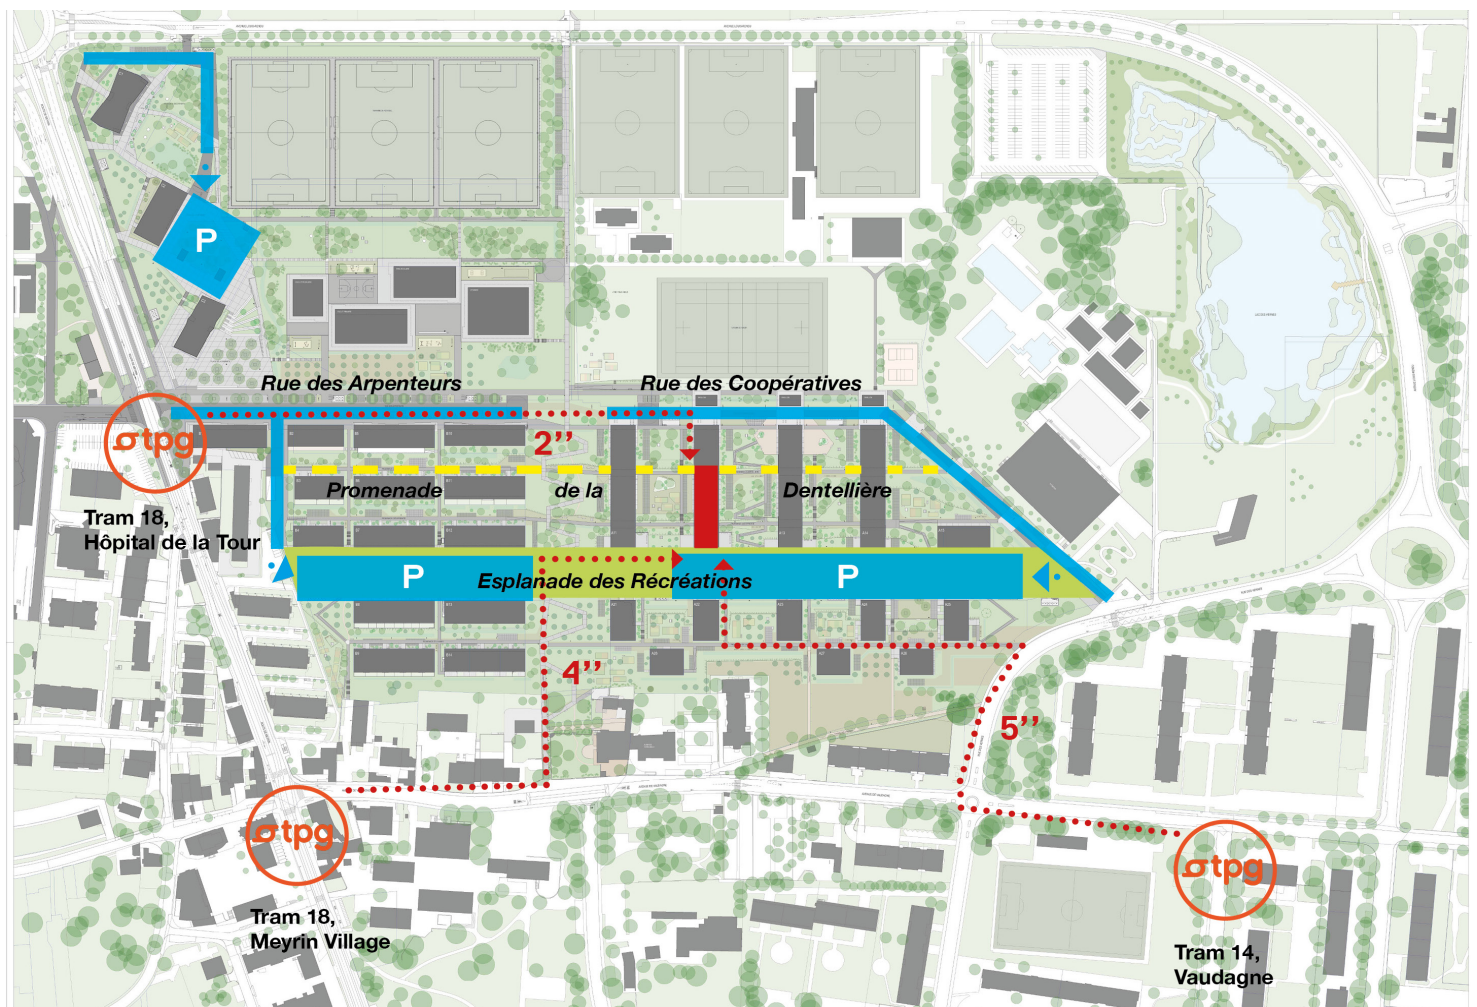 P
Rue des Arpenteurs
Rue des Coopératives
tpg
2’’
Promenade de la Dentellière
Tram 18,
Hôpital de la Tour
P
Esplanade des Récréations
P
4’’
5’’
tpg
tpg
Tram 18,
Meyrin Village
Tram 14,
Vaudagne